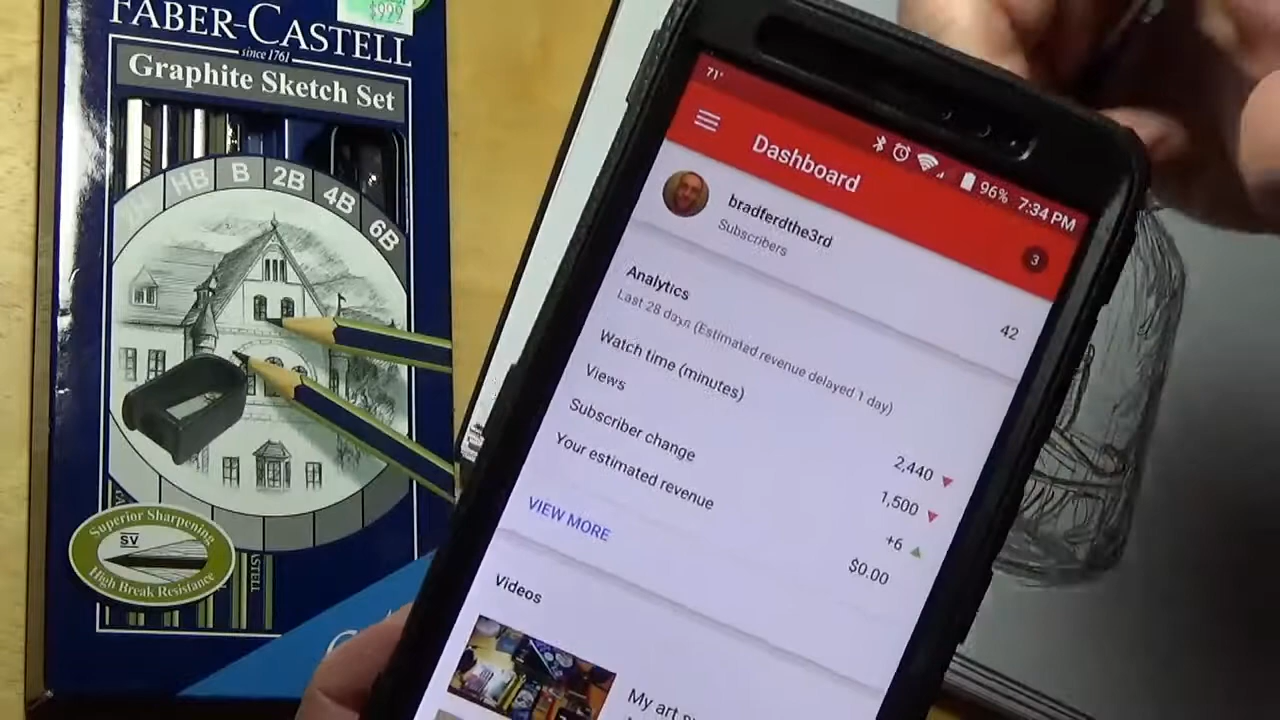 $9.99
FABER-CASTELL
since 1761
Graphite Sketch Set
HB B 2B 4B 6B
Superior Sharpening
SV
High Break Resistance
71°
96% 7:34 PM
Dashboard
3
bradferdthe3rd
Subscribers
42
Analytics
Last 28 days (Estimated revenue delayed 1 day)
Watch time (minutes)
2,440
Views
1,500
Subscriber change
+6
Your estimated revenue
$0.00
VIEW MORE
Videos
My art